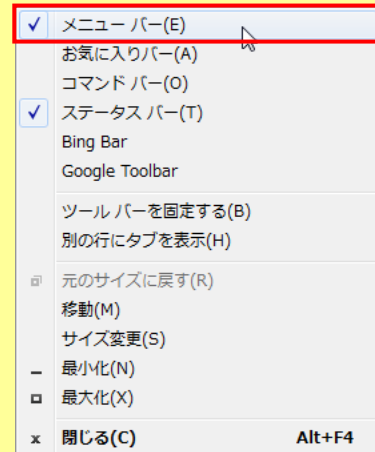 メニュー バー(E)
お気に入りバー(A)
コマンド バー(O)
ステータス バー(T)
Bing Bar
Google Toolbar
ツール バーを固定する(B)
別の行にタブを表示(H)
元のサイズに戻す(R)
移動(M)
サイズ変更(S)
最小化(N)
最大化(X)
閉じる(C) Alt+F4